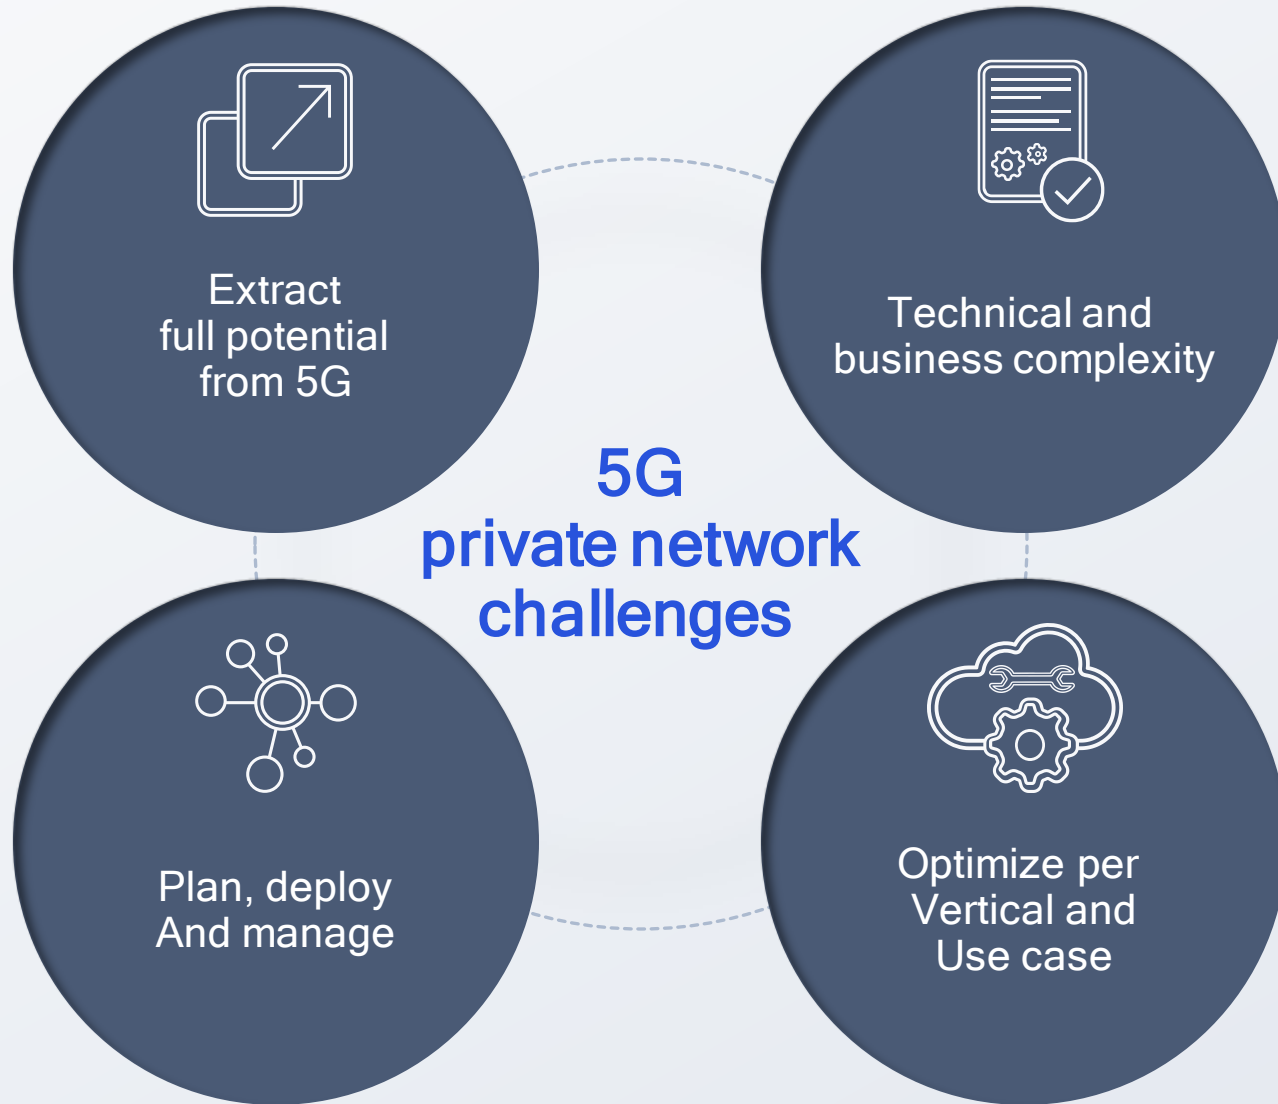 Extract
full potential
from 5G
Technical and
business complexity
5G
private network
challenges
Plan, deploy
And manage
Optimize per
Vertical and
Use case